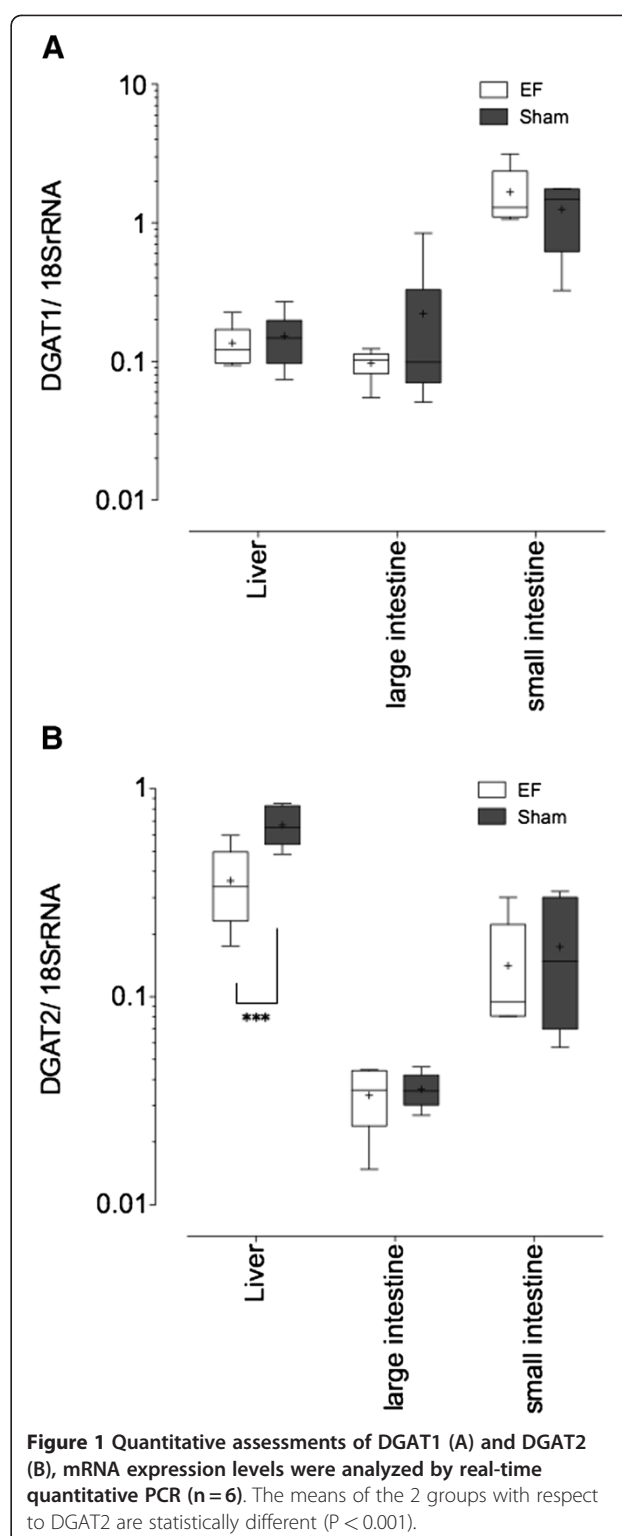 A
10
1
0.1
0.01
DGAT1/ 18SrRNA
EF
Sham
Liver
large intestine
small intestine
B
1
0.1
0.01
DGAT2/ 18SrRNA
EF
Sham
***
Liver
large intestine
small intestine
Figure 1 Quantitative assessments of DGAT1 (A) and DGAT2
(B), mRNA expression levels were analyzed by real-time
quantitative PCR (n = 6). The means of the 2 groups with respect
to DGAT2 are statistically different (P < 0.001).